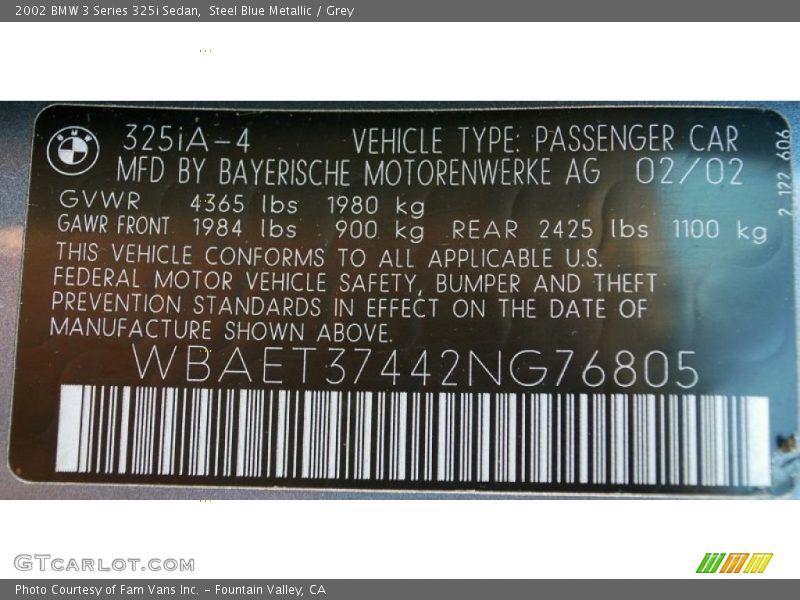 2002 BMW 3 Series 325i Sedan,  Steel Blue Metallic / Grey
BMW
325iA-4 VEHICLE TYPE: PASSENGER CAR
MFD BY BAYERISCHE MOTORENWERKE AG 02/02
GVWR 4365 lbs 1980 kg
GAWR FRONT 1984 lbs 900 kg REAR 2425 lbs 1100 kg
THIS VEHICLE CONFORMS TO ALL APPLICABLE U.S.
FEDERAL MOTOR VEHICLE SAFETY, BUMPER AND THEFT
PREVENTION STANDARDS IN EFFECT ON THE DATE OF
MANUFACTURE SHOWN ABOVE.
WBAET37442NG76805
2 122 606
GTCARLOT.COM
Photo Courtesy of Fam Vans Inc. - Fountain Valley, CA